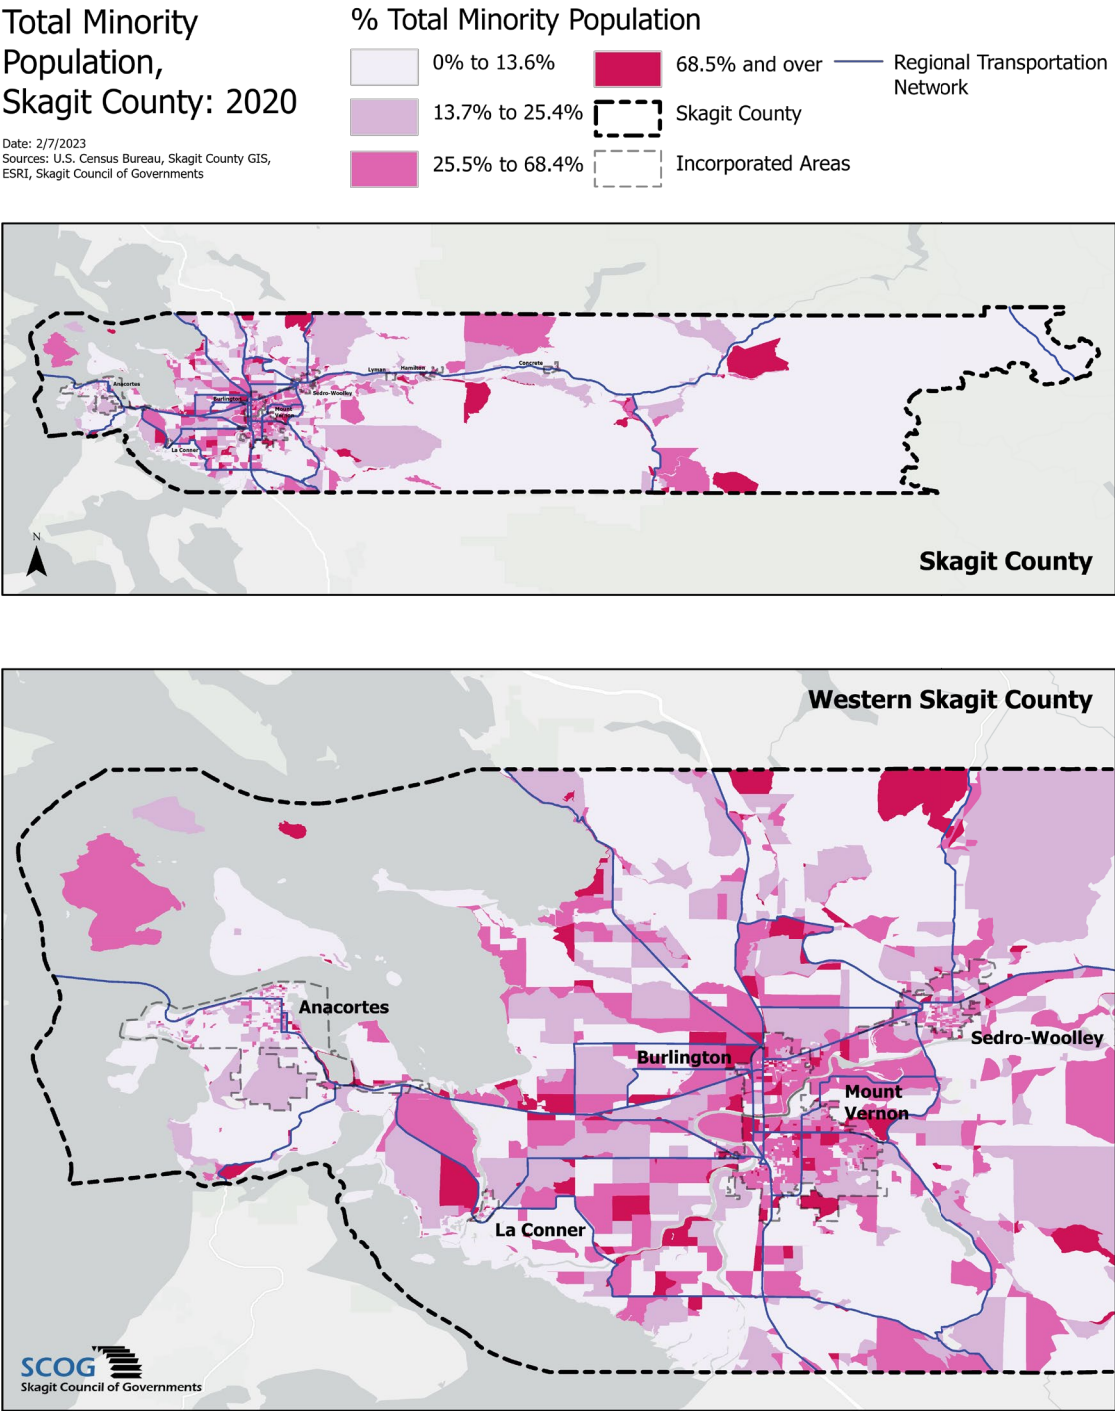 Total Minority
Population,
Skagit County: 2020
Date: 2/7/2023
Sources: U.S. Census Bureau, Skagit County GIS,
ESRI, Skagit Council of Governments
% Total Minority Population
0% to 13.6%
13.7% to 25.4%
25.5% to 68.4%
68.5% and over
Skagit County
Incorporated Areas
Regional Transportation
Network
Anacortes
Burlington
Mount
Vernon
La Conner
Sedro-Woolley
Lyman
Hamilton
Concrete
N
Skagit County
Western Skagit County
Anacortes
Burlington
Sedro-Woolley
Mount
Vernon
La Conner
SCOG
Skagit Council of Governments